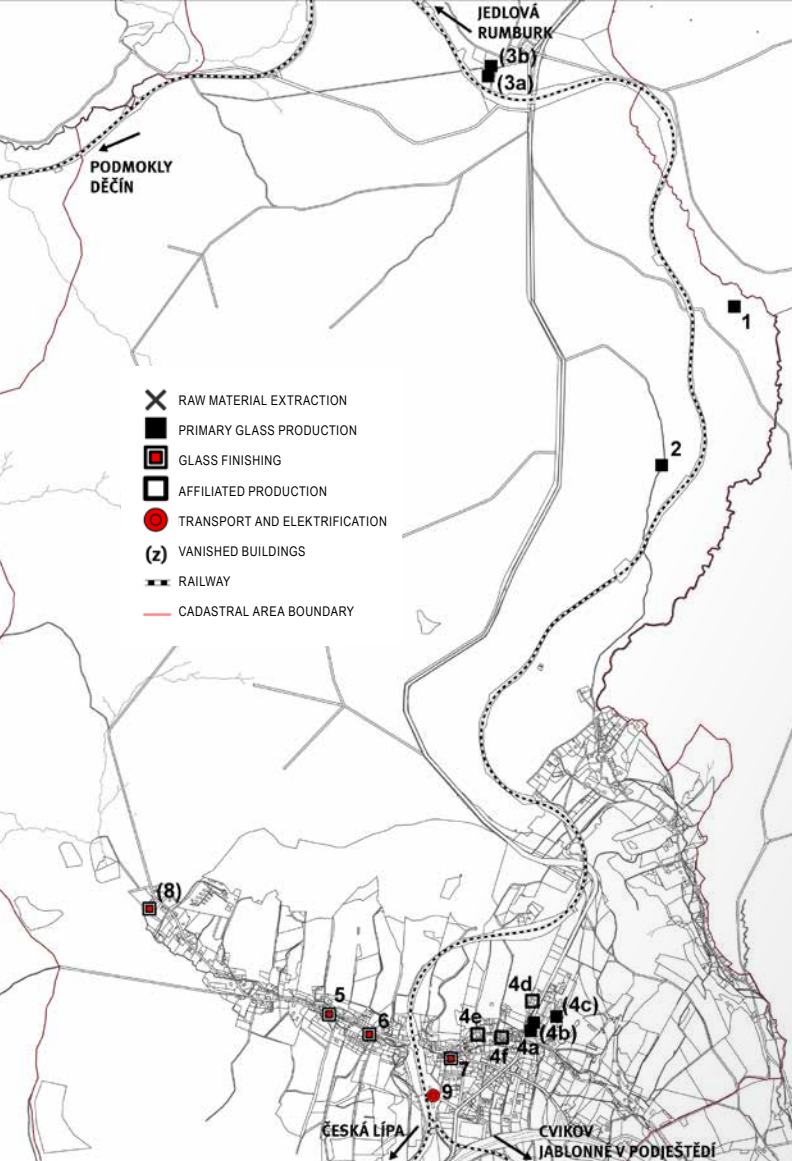 JEDLOVÁ
RUMBURK
(3b)
(3a)
PODMOKLY
DĚČÍN
1
RAW MATERIAL EXTRACTION
PRIMARY GLASS PRODUCTION
GLASS FINISHING
AFFILIATED PRODUCTION
TRANSPORT AND ELEKTRIFICATION
(z) VANISHED BUILDINGS
RAILWAY
CADASTRAL AREA BOUNDARY
2
(8)
5
6
4d
(4c)
4e
4f
4a
(4b)
7
9
ČESKÁ LÍPA
CVIKOV
JABLONNÉ V PODJEŠTĚDÍ